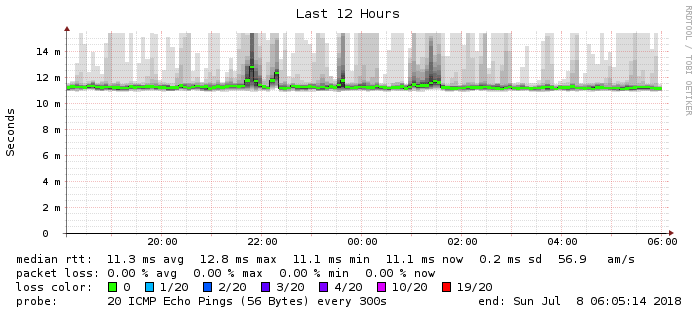 Last 12 Hours
RRDTOOL / TOBI OETIKER
Seconds
14 m
12 m
10 m
8 m
6 m
4 m
2 m
0
20:00 22:00 00:00 02:00 04:00 06:00
median rtt: 11.3 ms avg 12.8 ms max 11.1 ms min 11.1 ms now 0.2 ms sd 56.9 am/s
packet loss: 0.00 % avg 0.00 % max 0.00 % min 0.00 % now
loss color: 0 1/20 2/20 3/20 4/20 10/20 19/20
probe: 20 ICMP Echo Pings (56 Bytes) every 300s end: Sun Jul 8 06:05:14 2018